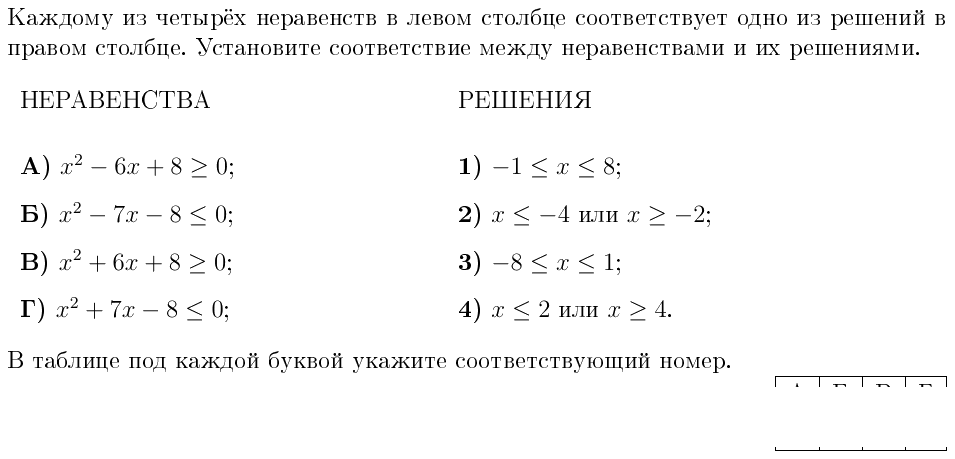 Каждому из четырёх неравенств в левом столбце соответствует одно из решений в
правом столбце. Установите соответствие между неравенствами и их решениями.
НЕРАВЕНСТВА
РЕШЕНИЯ
А) x² − 6x + 8 ≥ 0;
1) −1 ≤ x ≤ 8;
Б) x² − 7x − 8 ≤ 0;
2) x ≤ −4 или x ≥ −2;
В) x² + 6x + 8 ≥ 0;
3) −8 ≤ x ≤ 1;
Г) x² + 7x − 8 ≤ 0;
4) x ≤ 2 или x ≥ 4.
В таблице под каждой буквой укажите соответствующий номер.